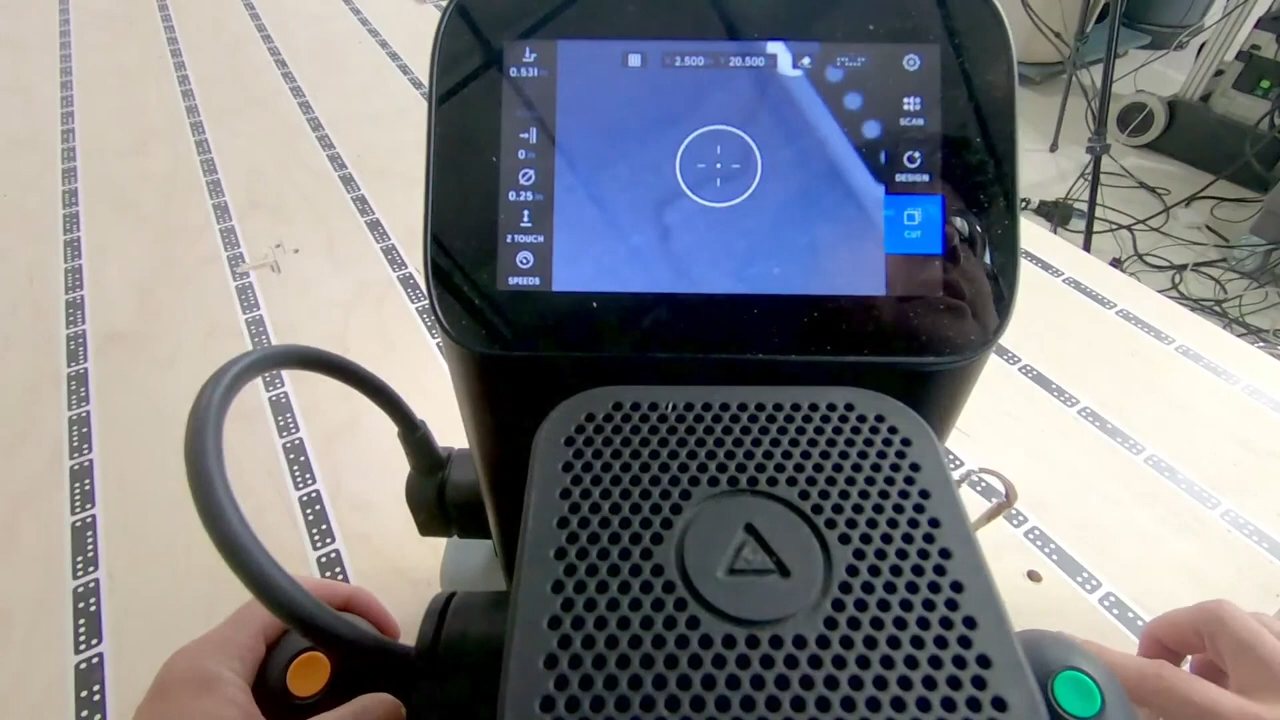 0.531 in
X 2.500 in Y 20.500 in
0 in
0.25 in
2 TOUCH
SPEEDS
SCAN
DESIGN
CUT